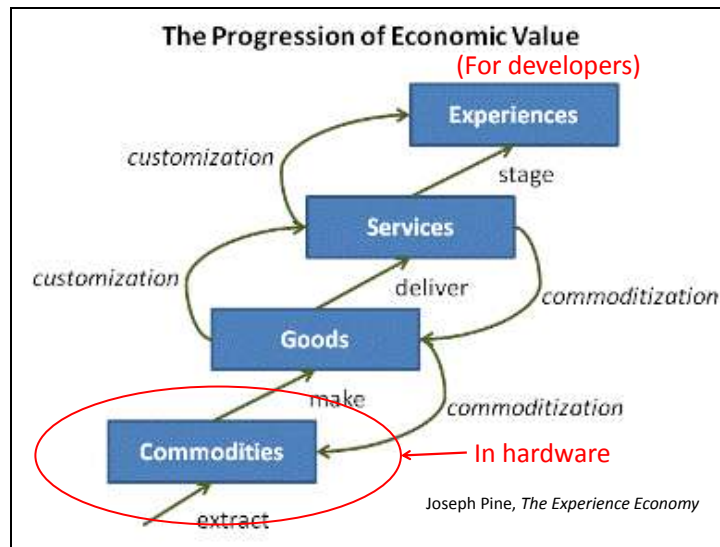 The Progression of Economic Value
(For developers)
Experiences
customization
stage
Services
customization
deliver
commoditization
Goods
make
commoditization
Commodities
In hardware
extract
Joseph Pine, The Experience Economy